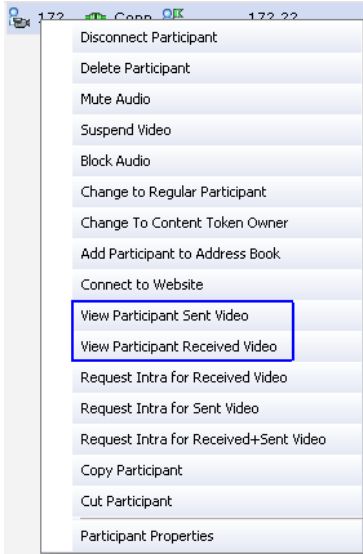 172
Disconnect Participant
Delete Participant
Mute Audio
Suspend Video
Block Audio
Change to Regular Participant
Change To Content Token Owner
Add Participant to Address Book
Connect to Website
View Participant Sent Video
View Participant Received Video
Request Intra for Received Video
Request Intra for Sent Video
Request Intra for Received+Sent Video
Copy Participant
Cut Participant
Participant Properties